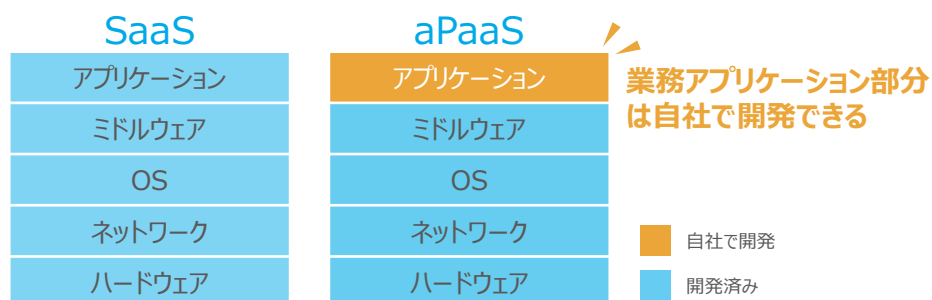 SaaS
アプリケーション
ミドルウェア
OS
ネットワーク
ハードウェア
aPaaS
アプリケーション
ミドルウェア
OS
ネットワーク
ハードウェア
業務アプリケーション部分
は自社で開発できる
自社で開発
開発済み